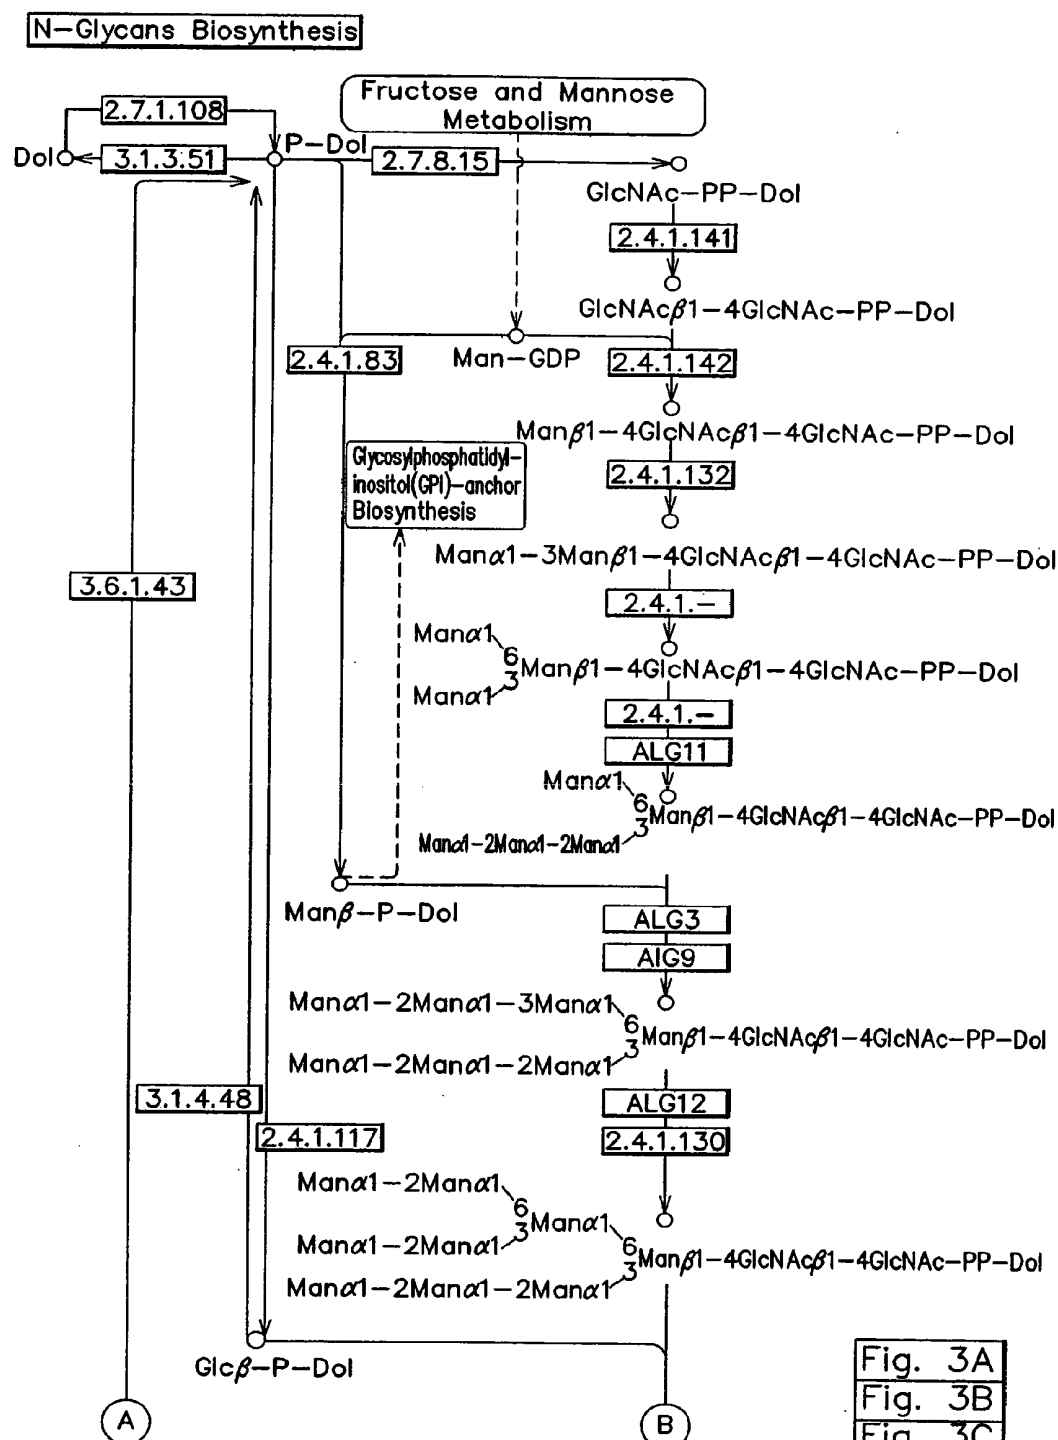 N-Glycans Biosynthesis
Fructose and Mannose
Metabolism
2.7.1.108
P-Dol
Dol
3.1.3.51
2.7.8.15
GlcNAc-PP-Dol
2.4.1.141
GlcNAcβ1-4GlcNAc-PP-Dol
2.4.1.83
Man-GDP
2.4.1.142
Manβ1-4GlcNAcβ1-4GlcNAc-PP-Dol
Glycosylphosphatidyl-
inositol(GPI)-anchor
Biosynthesis
2.4.1.132
Manα1-3Manβ1-4GlcNAcβ1-4GlcNAc-PP-Dol
3.6.1.43
2.4.1.-
Manα1
6
3
Manβ1-4GlcNAcβ1-4GlcNAc-PP-Dol
Manα1
2.4.1.-
ALG11
Manα1
6
3
Manβ1-4GlcNAcβ1-4GlcNAc-PP-Dol
Manα1-2Manα1-2Manα1
Manβ-P-Dol
ALG3
AlG9
Manα1-2Manα1-3Manα1
6
3
Manβ1-4GlcNAcβ1-4GlcNAc-PP-Dol
Manα1-2Manα1-2Manα1
3.1.4.48
ALG12
2.4.1.117
2.4.1.130
Manα1-2Manα1
6
3
Manα1
Manα1-2Manα1
6
3
Manβ1-4GlcNAcβ1-4GlcNAc-PP-Dol
Manα1-2Manα1-2Manα1
Glcβ-P-Dol
A
B
Fig. 3A
Fig. 3B
Fig. 3C